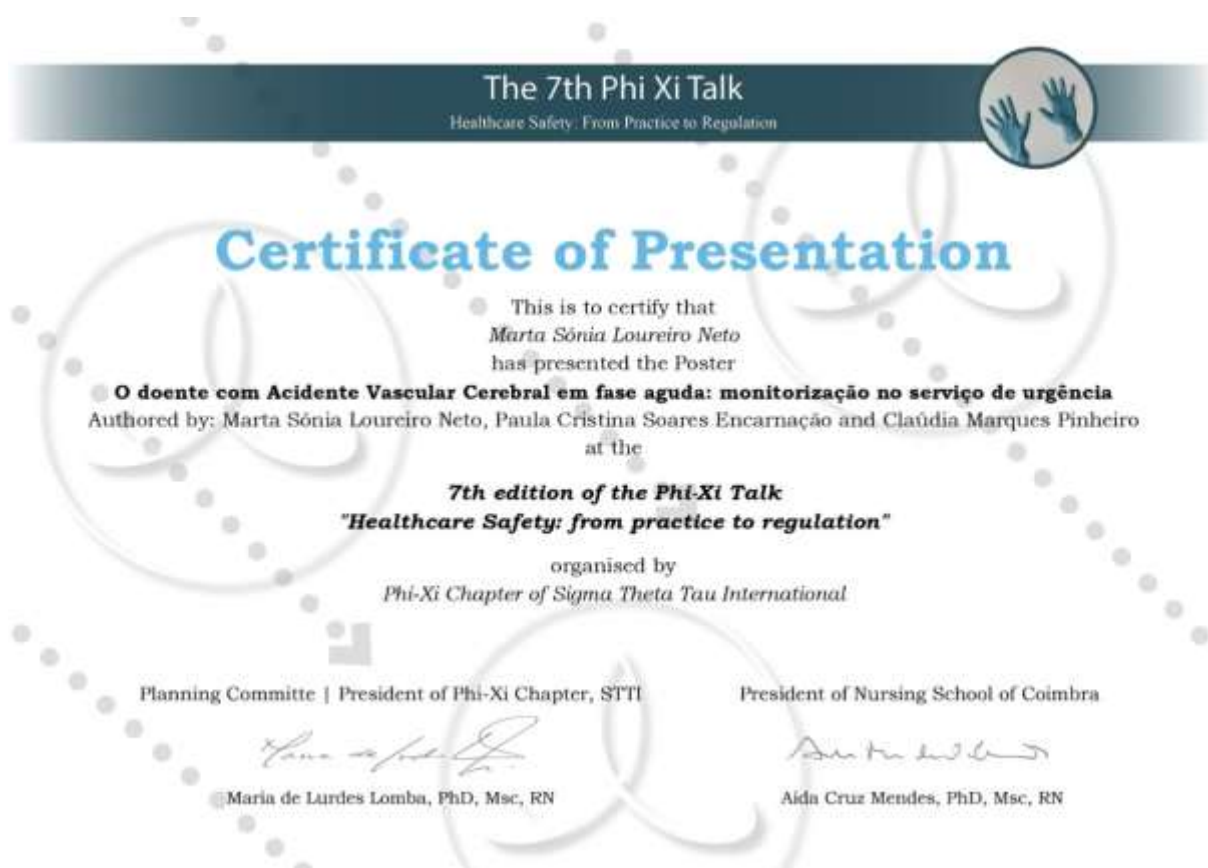 The 7th Phi Xi Talk
Healthcare Safety: From Practice to Regulation
Certificate of Presentation
This is to certify that
Marta Sónia Loureiro Neto
has presented the Poster
O doente com Acidente Vascular Cerebral em fase aguda: monitorização no serviço de urgência
Authored by: Marta Sónia Loureiro Neto, Paula Cristina Soares Encarnação and Claúdia Marques Pinheiro
at the
7th edition of the Phi-Xi Talk
"Healthcare Safety: from practice to regulation"
organised by
Phi-Xi Chapter of Sigma Theta Tau International
Planning Committe | President of Phi-Xi Chapter, STTI
President of Nursing School of Coimbra
Maria de Lurdes Lomba, PhD, Msc, RN
Aida Cruz Mendes, PhD, Msc, RN